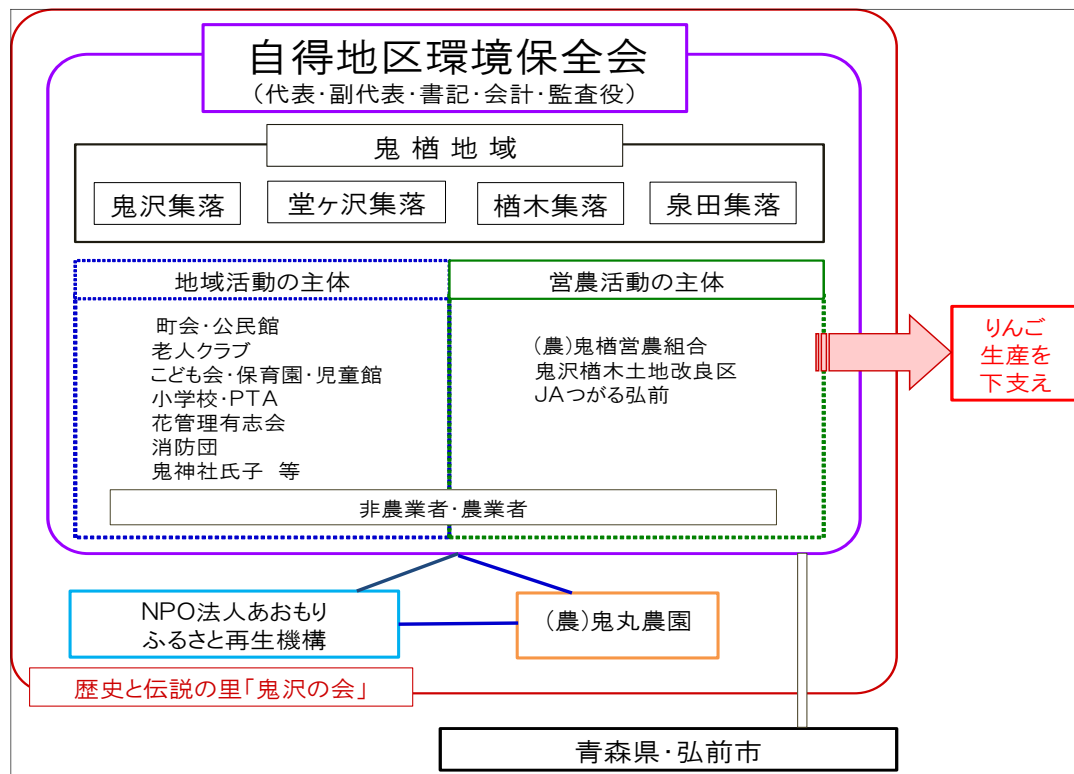 自得地区環境保全会
（代表・副代表・書記・会計・監査役）
鬼楢地域
鬼沢集落
堂ヶ沢集落
楢木集落
泉田集落
地域活動の主体
営農活動の主体
町会・公民館
老人クラブ
こども会・保育園・児童館
小学校・PTA
花管理有志会
消防団
鬼神社氏子　等
（農）鬼楢営農組合
鬼沢楢木土地改良区
JAつがる弘前
非農業者・農業者
りんご
生産を
下支え
NPO法人あおもり
ふるさと再生機構
（農）鬼丸農園
歴史と伝説の里「鬼沢の会」
青森県・弘前市